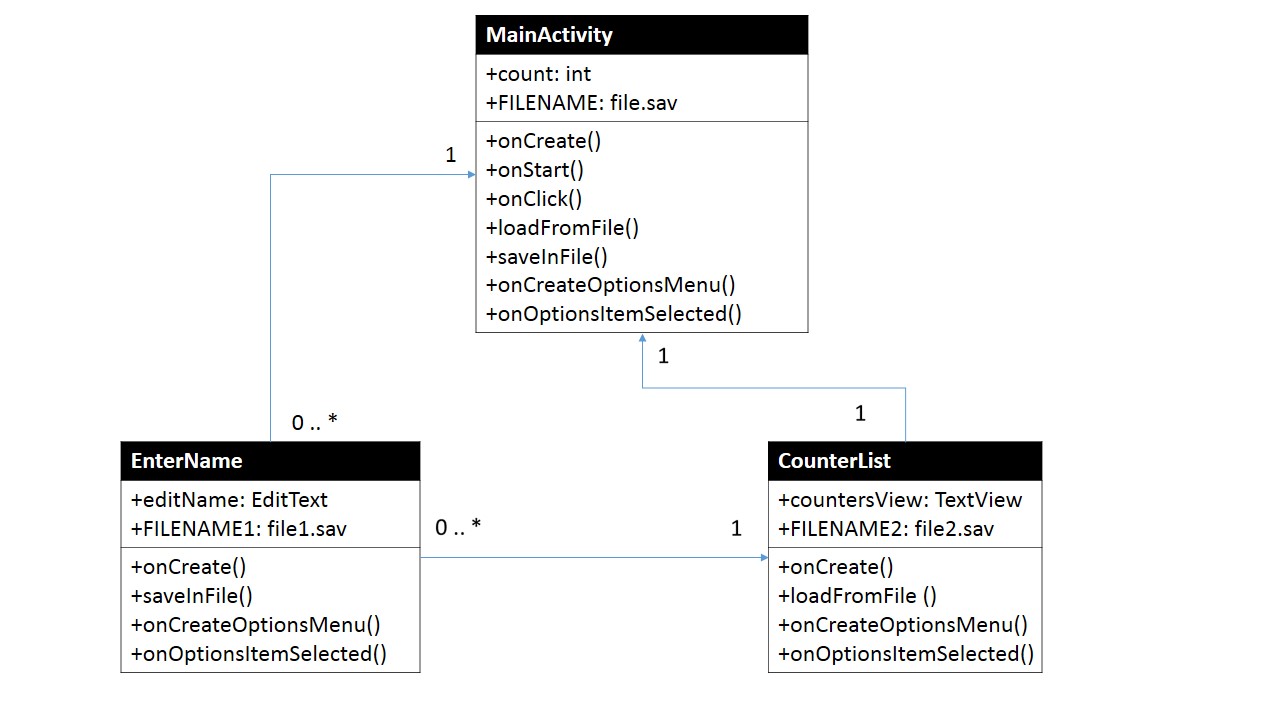 MainActivity
+count: int
+FILENAME: file.sav
+onCreate()
+onStart()
+onClick()
+loadFromFile()
+saveInFile()
+onCreateOptionsMenu()
+onOptionsItemSelected()
1
1
0 .. *
1
EnterName
+editName: EditText
+FILENAME1: file1.sav
+onCreate()
+saveInFile()
+onCreateOptionsMenu()
+onOptionsItemSelected()
0 .. *
1
CounterList
+countersView: TextView
+FILENAME2: file2.sav
+onCreate()
+loadFromFile ()
+onCreateOptionsMenu()
+onOptionsItemSelected()